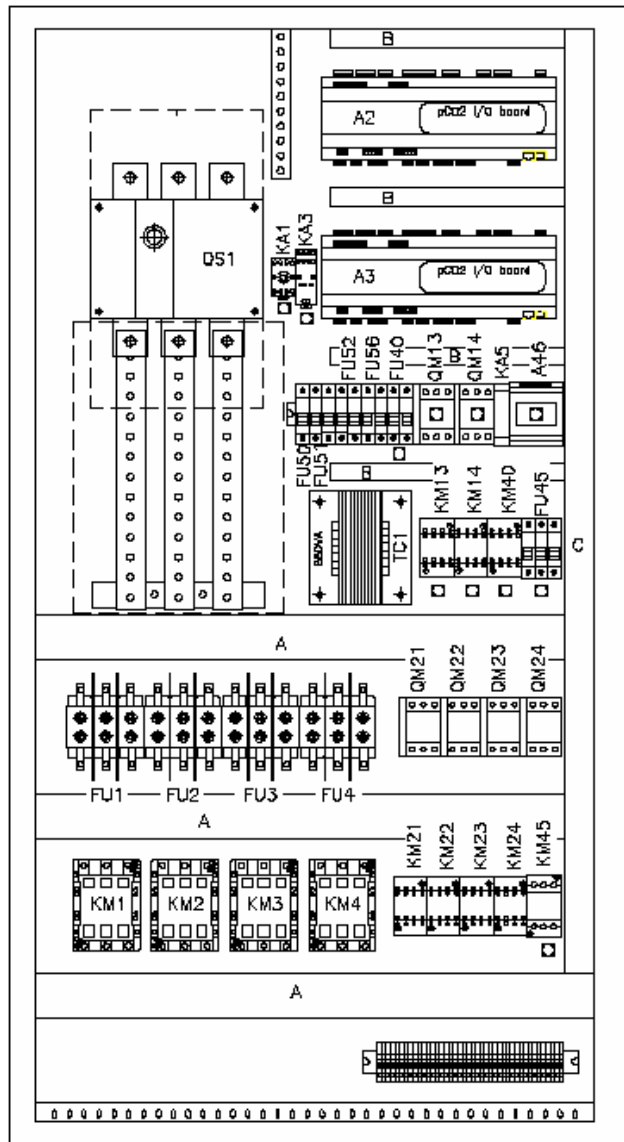 B
A2 pCO2 I/O board
B
KA1 KA3
QS1
A3 pCO2 I/O board
FU52 FU56 FU40 QM13 QM14 KA5 A46
B
FU50 FU51
B
KM13 KM14 KM40 FU45
TC1
C
A
QM21 QM22 QM23 QM24
FU1 FU2 FU3 FU4
A
KM21 KM22 KM23 KM24 KM45
KM1 KM2 KM3 KM4
A